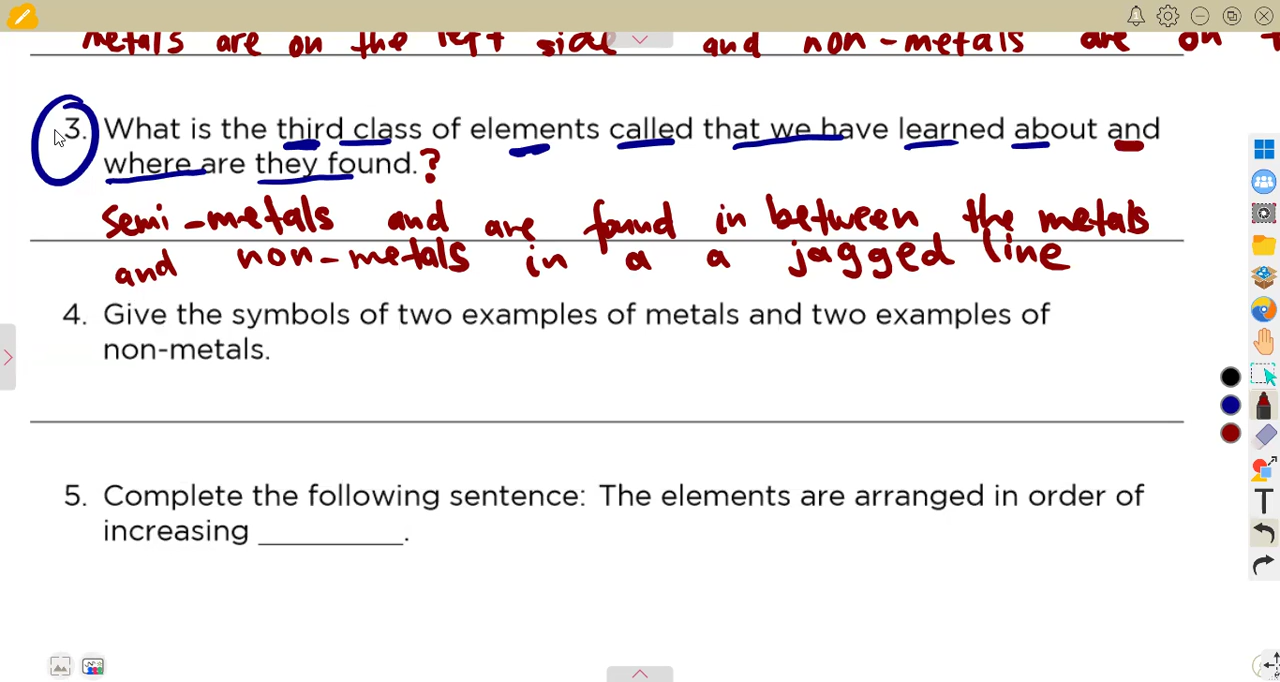 metals are on the left side and non-metals are on
3. What is the third class of elements called that we have learned about and
where are they found.?
semi-metals and are found in between the metals
and non-metals in a a jagged line
4. Give the symbols of two examples of metals and two examples of
non-metals.
5. Complete the following sentence: The elements are arranged in order of
increasing _________.
T